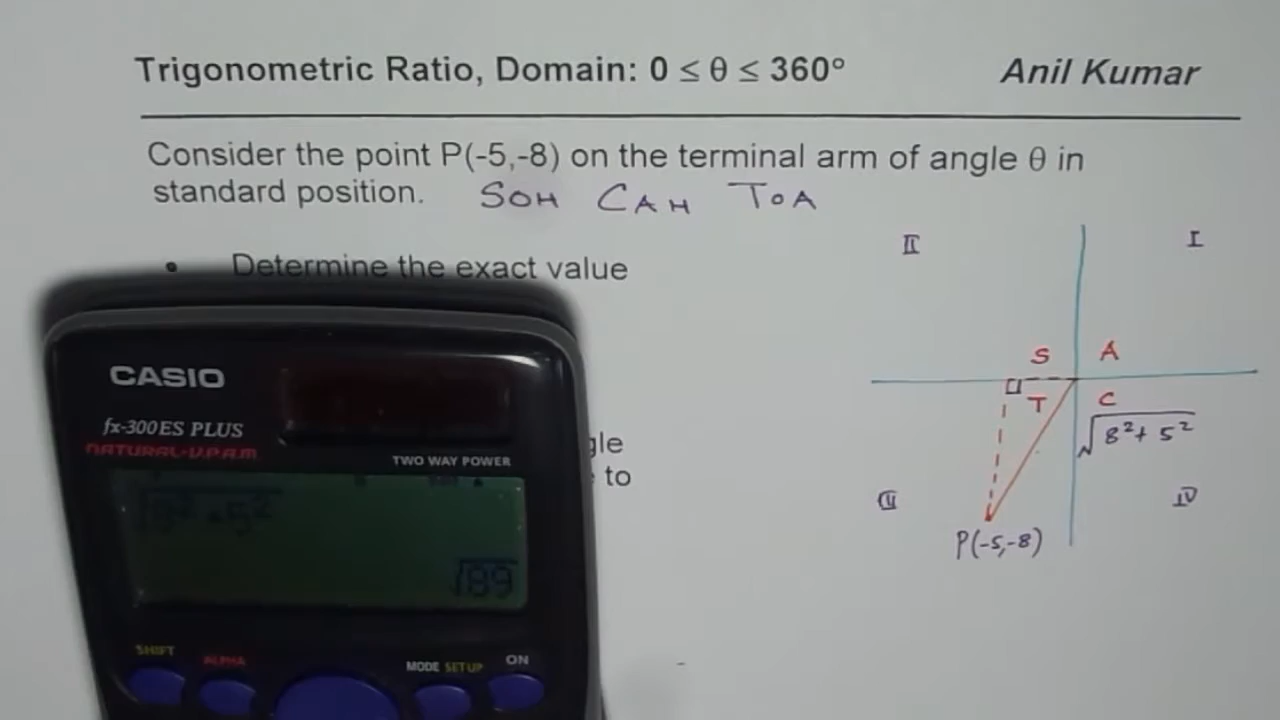 Trigonometric Ratio, Domain: 0 ≤ θ ≤ 360° Anil Kumar
Consider the point P(-5,-8) on the terminal arm of angle θ in
standard position. SOH CAH TOA
• Determine the exact value
gle
to
CASIO
fx-300ES PLUS
NATURAL-V.P.A.M.
TWO WAY POWER
√89
SHIFT
ALPHA
MODE SETUP
ON
II
I
S
A
T
C
√8²+5²
III
IV
P(-5,-8)